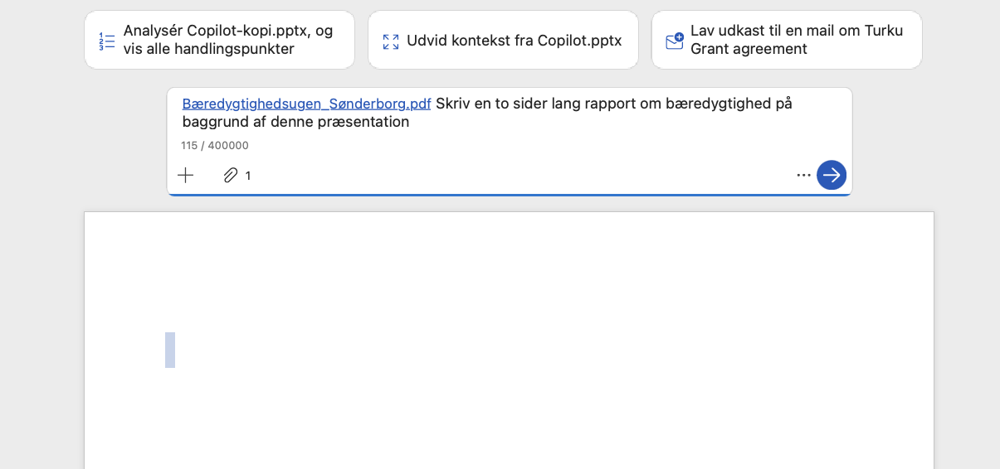 Analysér Copilot-kopi.pptx, og
vis alle handlingspunkter
Udvid kontekst fra Copilot.pptx
Lav udkast til en mail om Turku
Grant agreement
Bæredygtighedsugen_Sønderborg.pdf Skriv en to sider lang rapport om bæredygtighed på
baggrund af denne præsentation
115 / 400000
1